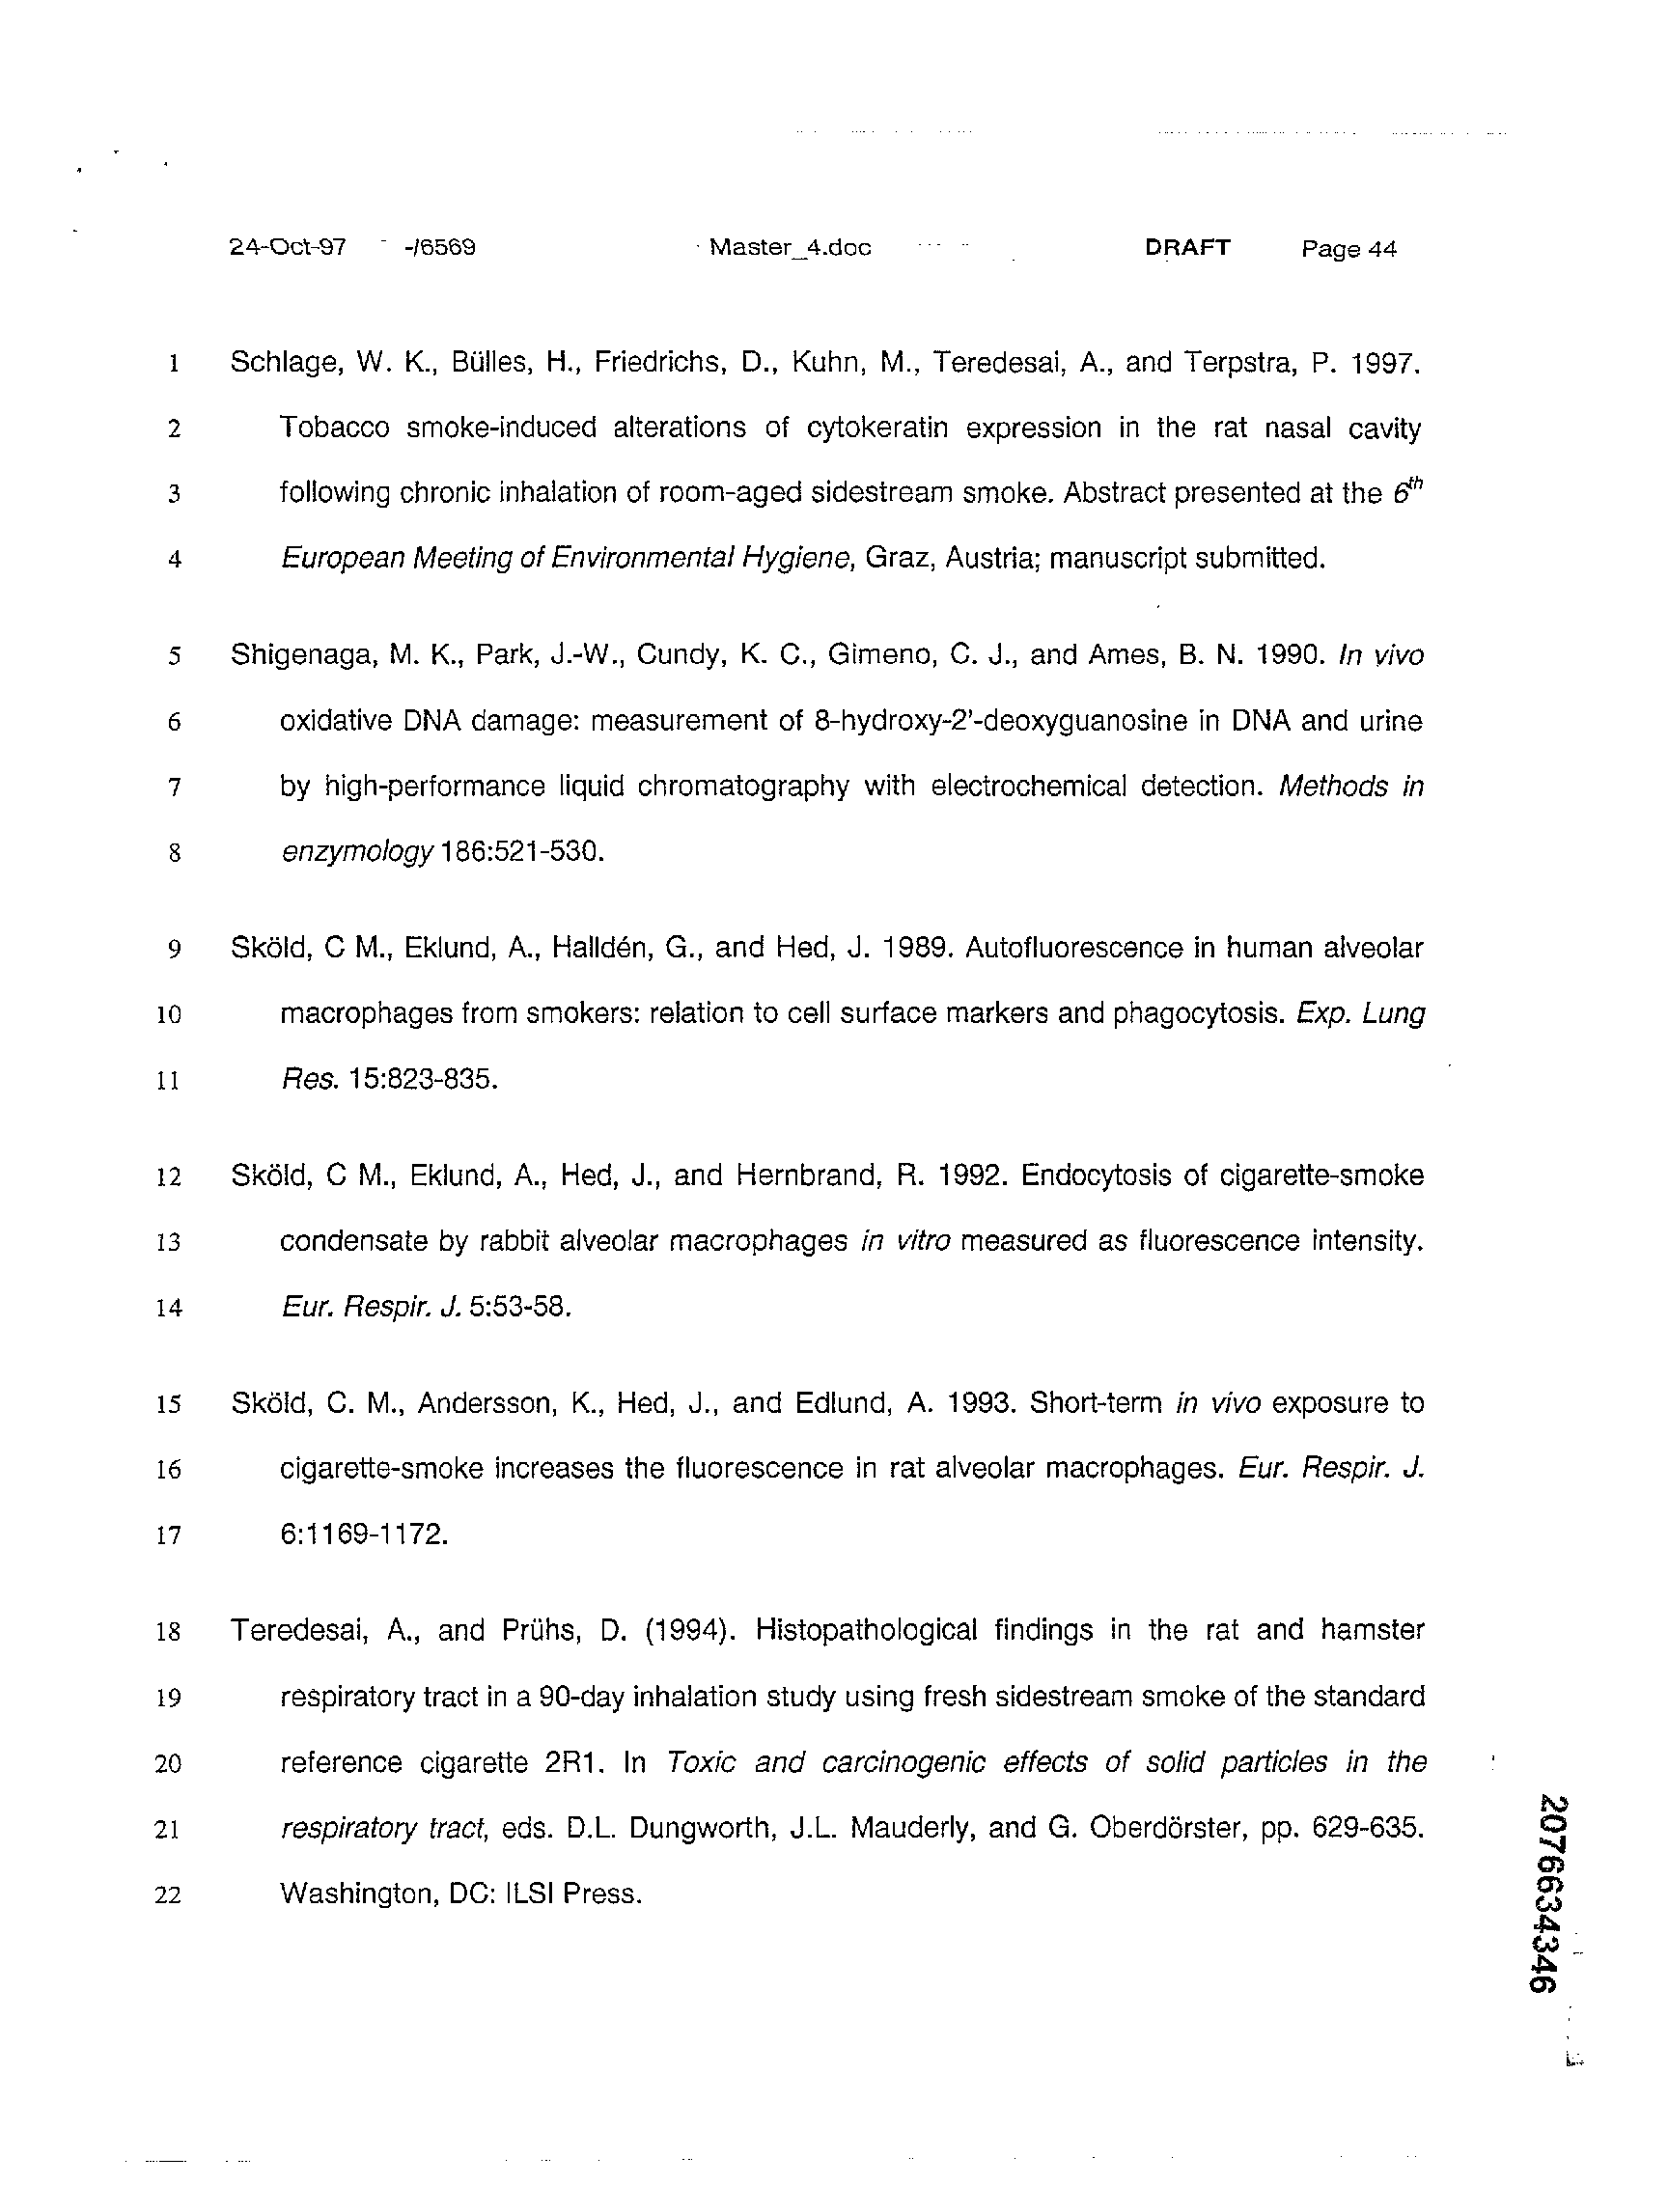 24-Oct-97 - -/6569 Master_4.doc DRAFT Page 44
1 Schlage, W. K., Bülles, H., Friedrichs, D., Kuhn, M., Teredesai, A., and Terpstra, P. 1997.
2 Tobacco smoke-induced alterations of cytokeratin expression in the rat nasal cavity
3 following chronic inhalation of room-aged sidestream smoke. Abstract presented at the 6th
4 European Meeting of Environmental Hygiene, Graz, Austria; manuscript submitted.
5 Shigenaga, M. K., Park, J.-W., Cundy, K. C., Gimeno, C. J., and Ames, B. N. 1990. In vivo
6 oxidative DNA damage: measurement of 8-hydroxy-2'-deoxyguanosine in DNA and urine
7 by high-performance liquid chromatography with electrochemical detection. Methods in
8 enzymology 186:521-530.
9 Sköld, C M., Eklund, A., Halldén, G., and Hed, J. 1989. Autofluorescence in human alveolar
10 macrophages from smokers: relation to cell surface markers and phagocytosis. Exp. Lung
11 Res. 15:823-835.
12 Sköld, C M., Eklund, A., Hed, J., and Hernbrand, R. 1992. Endocytosis of cigarette-smoke
13 condensate by rabbit alveolar macrophages in vitro measured as fluorescence intensity.
14 Eur. Respir. J. 5:53-58.
15 Sköld, C. M., Andersson, K., Hed, J., and Edlund, A. 1993. Short-term in vivo exposure to
16 cigarette-smoke increases the fluorescence in rat alveolar macrophages. Eur. Respir. J.
17 6:1169-1172.
18 Teredesai, A., and Prühs, D. (1994). Histopathological findings in the rat and hamster
19 respiratory tract in a 90-day inhalation study using fresh sidestream smoke of the standard
20 reference cigarette 2R1. In Toxic and carcinogenic effects of solid particles in the
21 respiratory tract, eds. D.L. Dungworth, J.L. Mauderly, and G. Oberdörster, pp. 629-635.
22 Washington, DC: ILSI Press.
2076634346